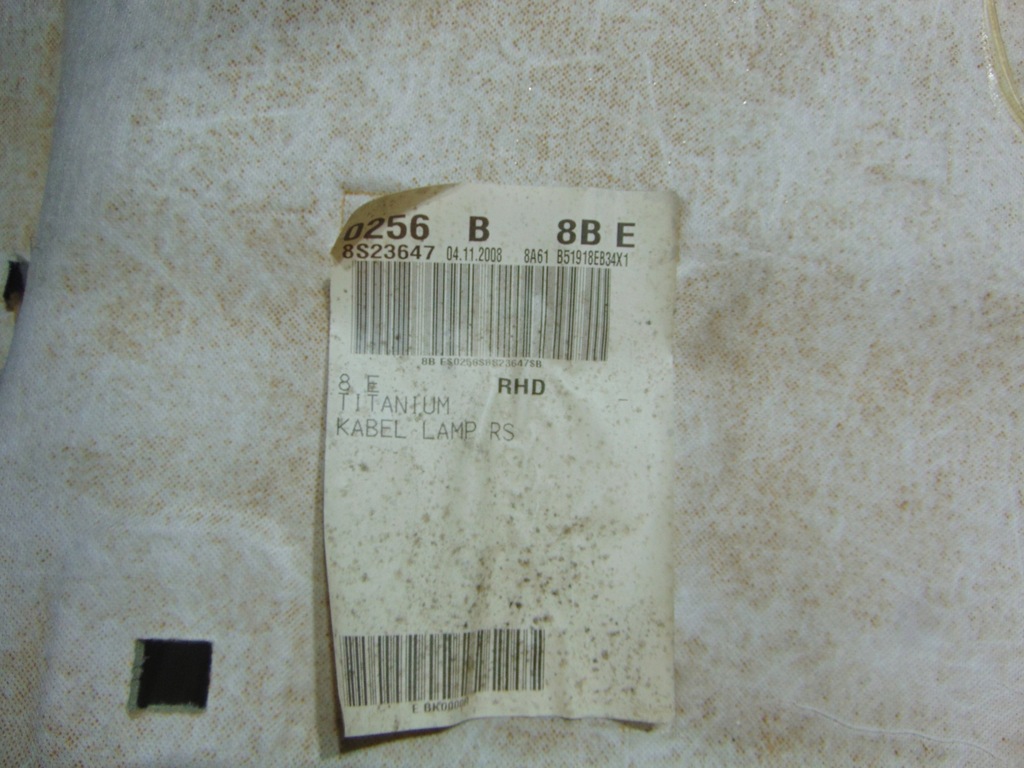 0256 B 8B E
8S23647 04.11.2008 8A61 B51918EB34X1
8 E RHD
TITANIUM
KABEL LAMP RS